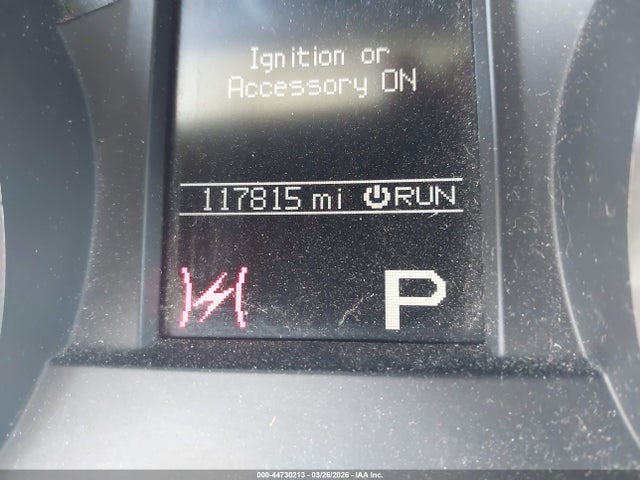 Ignition or
Accessory ON
117815 mi RUN
P
000-44730213 - 03/26/2026 - IAA Inc.